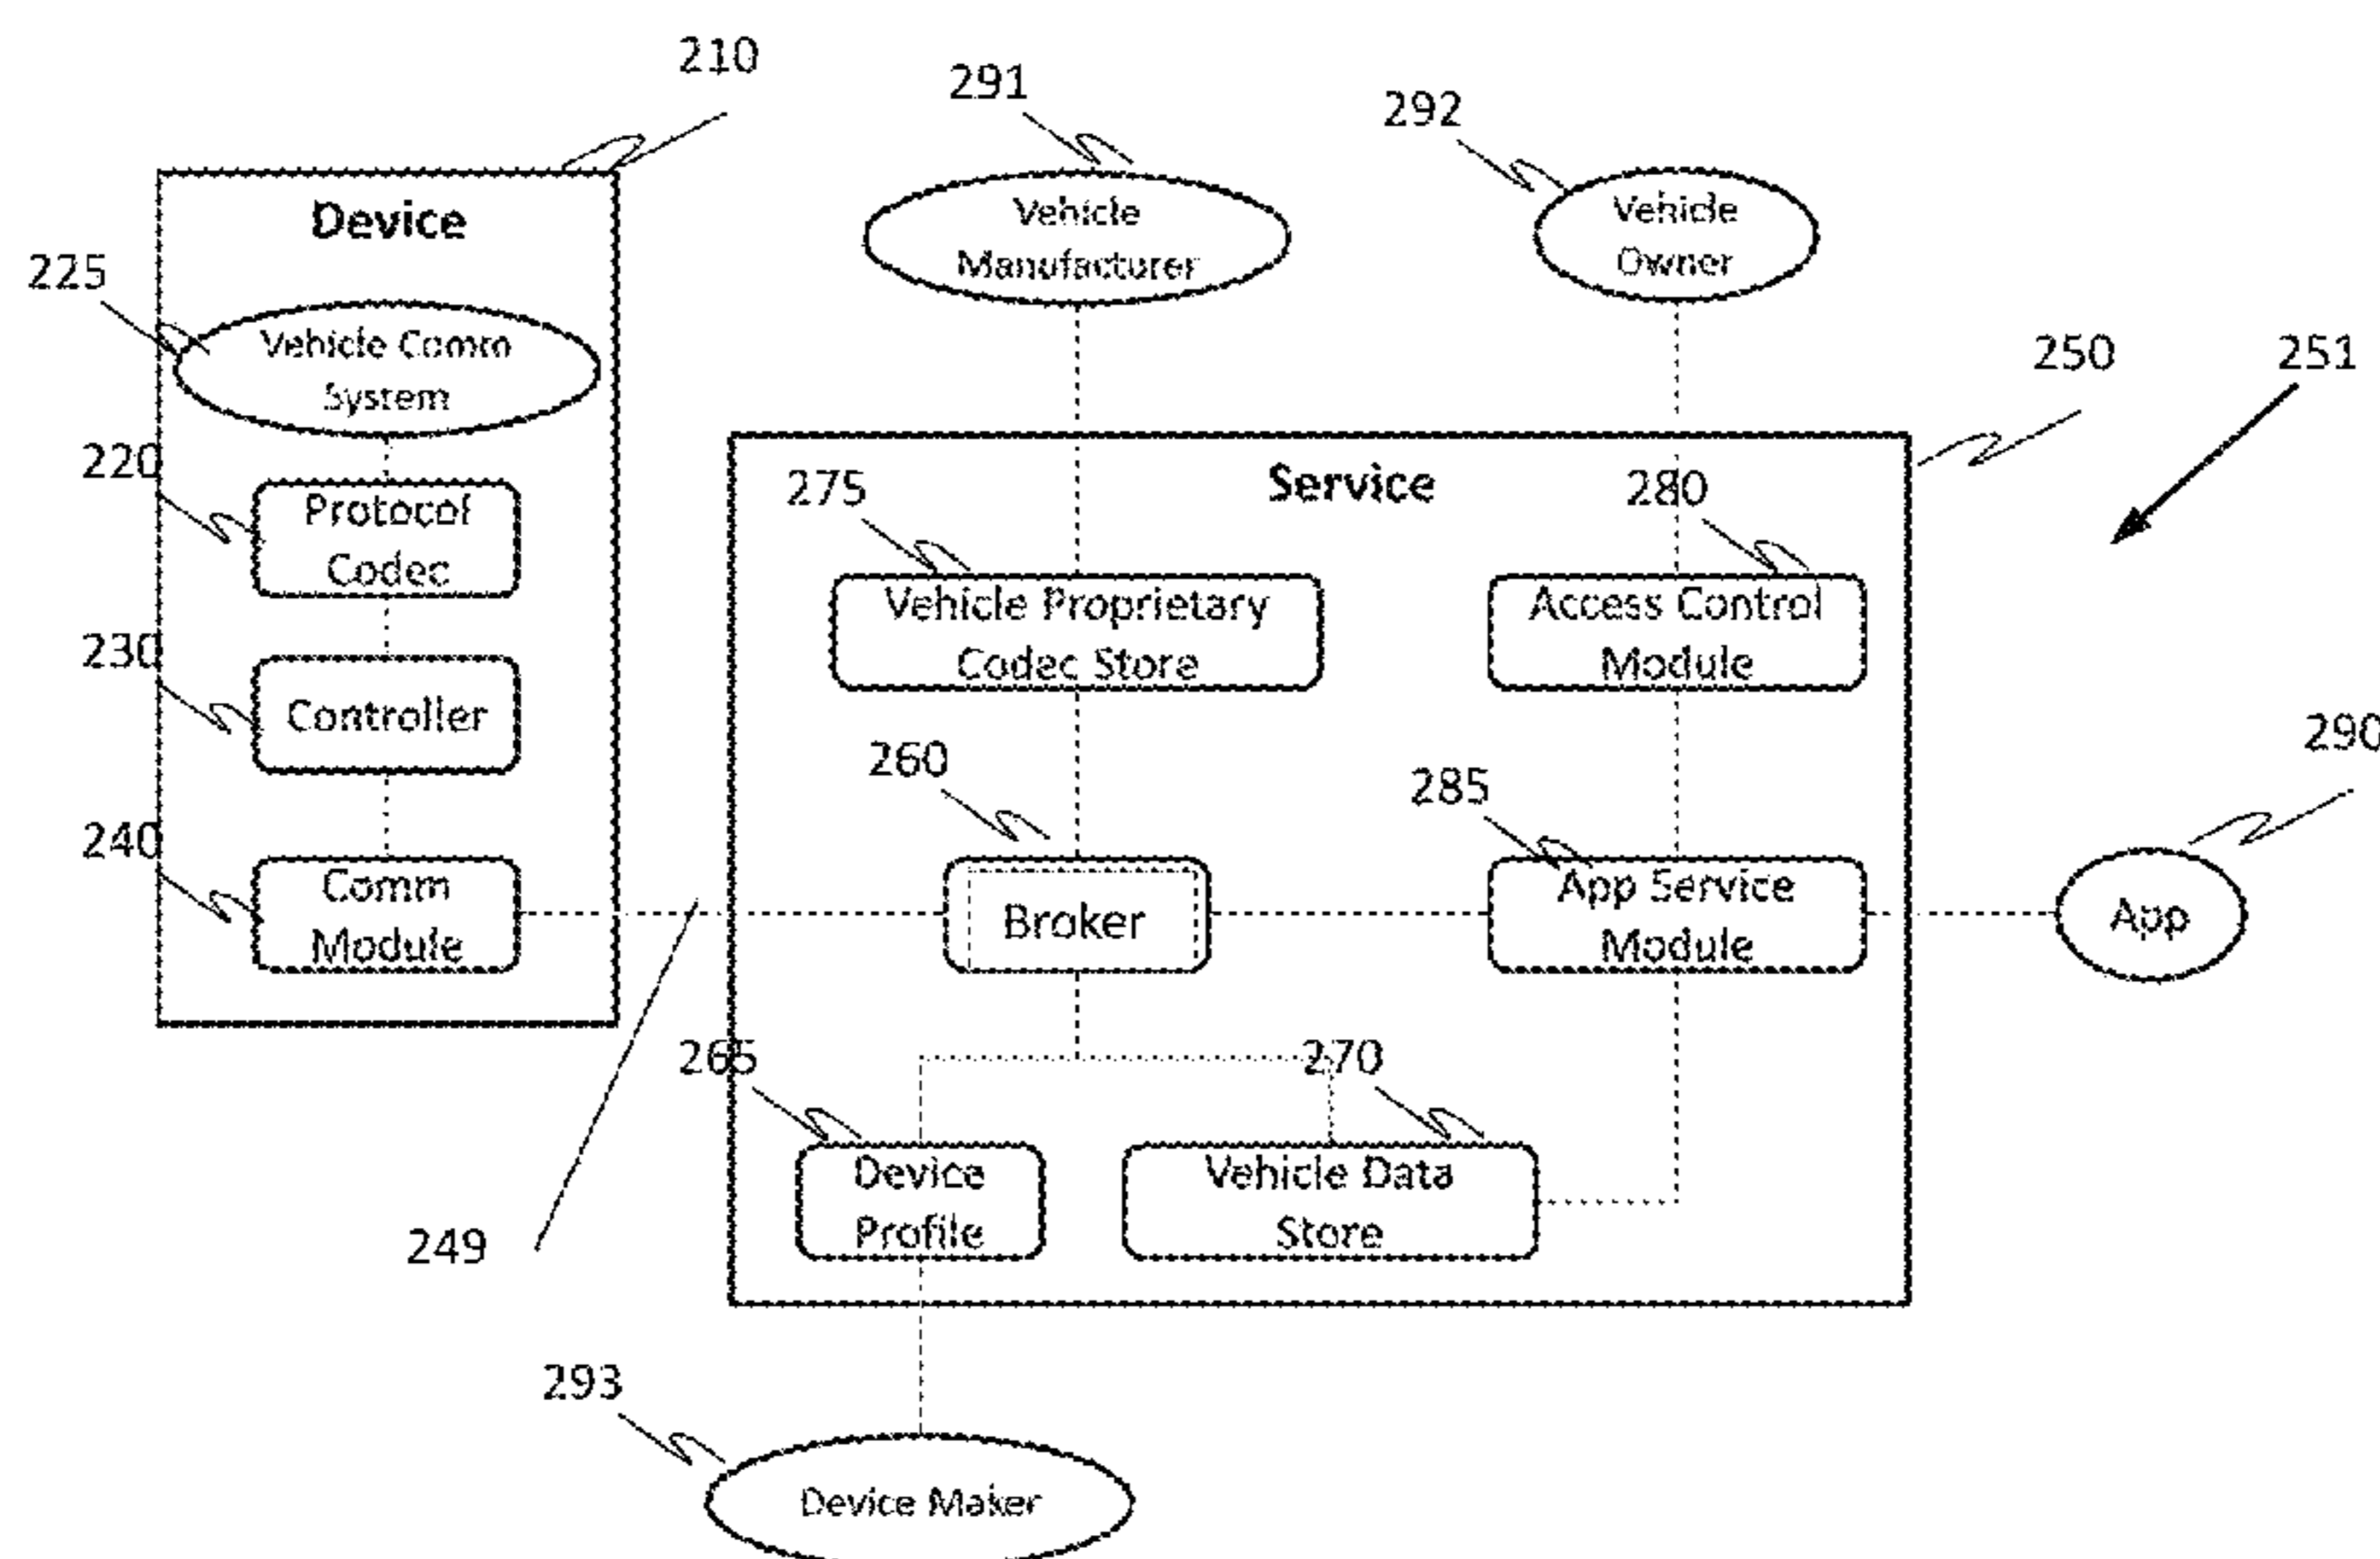 210
291
292
Device
Vehicle
Manufacturer
Vehicle
Owner
225
Vehicle Comm
System
250
251
220
Protocol
Codec
275
Service
280
Vehicle Proprietary
Codec Store
Access Control
Module
230
Controller
260
285
290
240
Comm
Module
Broker
App Service
Module
App
265
270
Device
Profile
Vehicle Data
Store
249
293
Device Maker